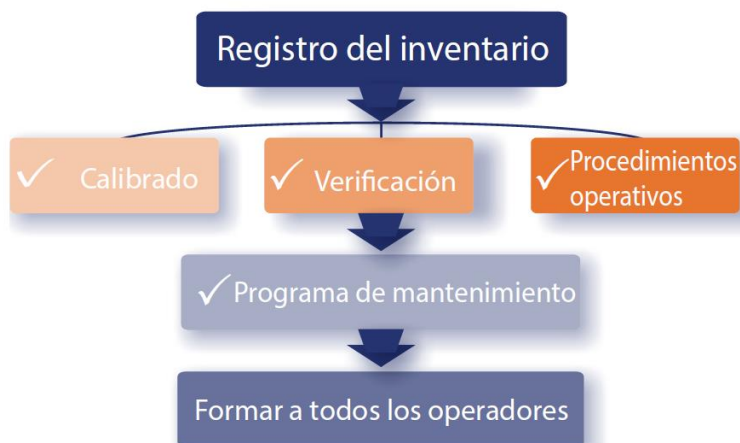 Registro del inventario
✓ Calibrado
✓ Verificación
✓ Procedimientos
operativos
✓ Programa de mantenimiento
Formar a todos los operadores